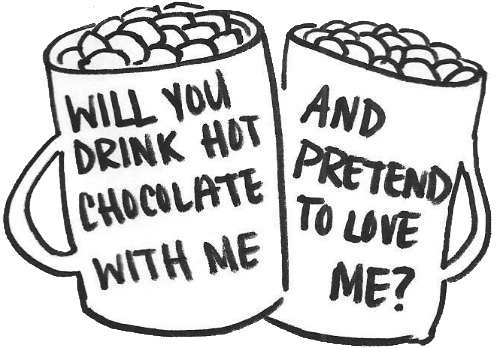 WILL YOU
DRINK HOT
CHOCOLATE
WITH ME
AND
PRETEND
TO LOVE
ME?